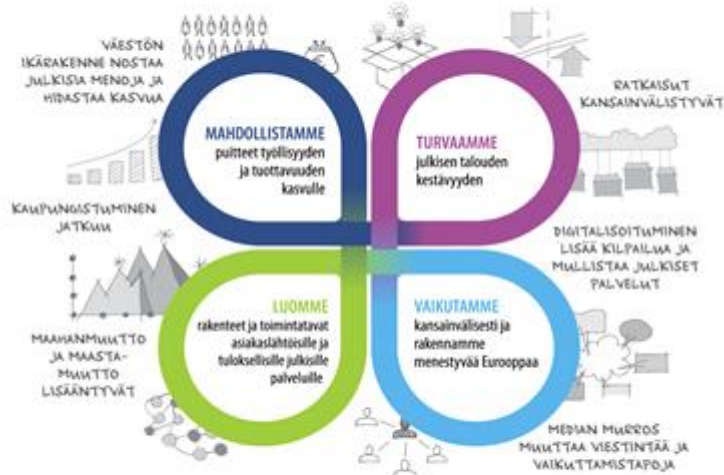 VÄESTÖN
IKÄRAKENNE NOSTAA
JULKISIA MENOJA JA
HIDASTAA KASVUA
RATKAISUT
KANSAINVÄLISTYVÄT
MAHDOLLISTAMME
puitteet työllisyyden
ja tuottavuuden
kasvulle
TURVAAMME
julkisen talouden
kestävyyden
KAUPUNGISTUMINEN
JATKUU
DIGITALISOITUMINEN
LISÄÄ KILPAILUA JA
MULLISTAA JULKISET
PALVELUT
LUOMME
rakenteet ja toimintatavat
asiakaslähtöisille ja
tuloksellisille julkisille
palveluille
VAIKUTAMME
kansainvälisesti ja
rakennamme
menestyvää Eurooppaa
MAAHANMUUTTO
JA MAASTA-
MUUTTO
LISÄÄNTYVÄT
MEDIAN MURROS
MUUTTAA VIESTINTÄÄ JA
VAIKUTTAMISTAPOJA